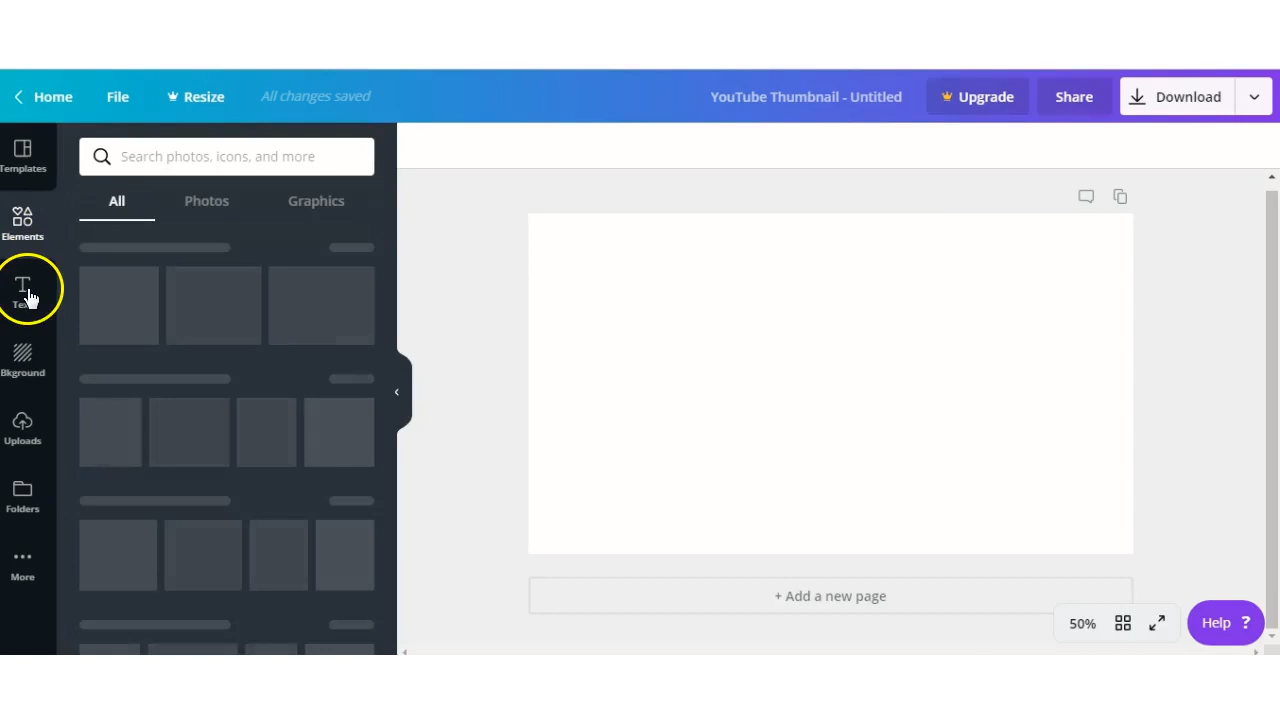 Home File Resize All changes saved YouTube Thumbnail - Untitled Upgrade Share Download
Templates
Elements
Text
Bkground
Uploads
Folders
More
Search photos, icons, and more
All Photos Graphics
+ Add a new page
50% Help ?